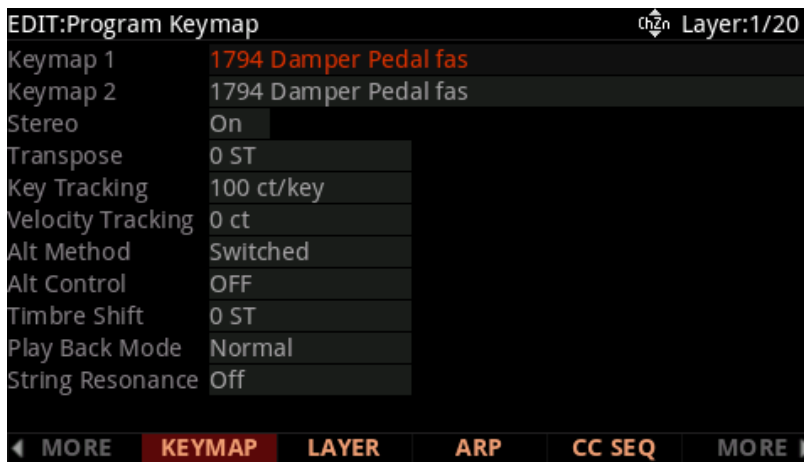 EDIT:Program Keymap ChZn Layer:1/20
Keymap 1 1794 Damper Pedal fas
Keymap 2 1794 Damper Pedal fas
Stereo On
Transpose 0 ST
Key Tracking 100 ct/key
Velocity Tracking 0 ct
Alt Method Switched
Alt Control OFF
Timbre Shift 0 ST
Play Back Mode Normal
String Resonance Off
MORE KEYMAP LAYER ARP CC SEQ MORE